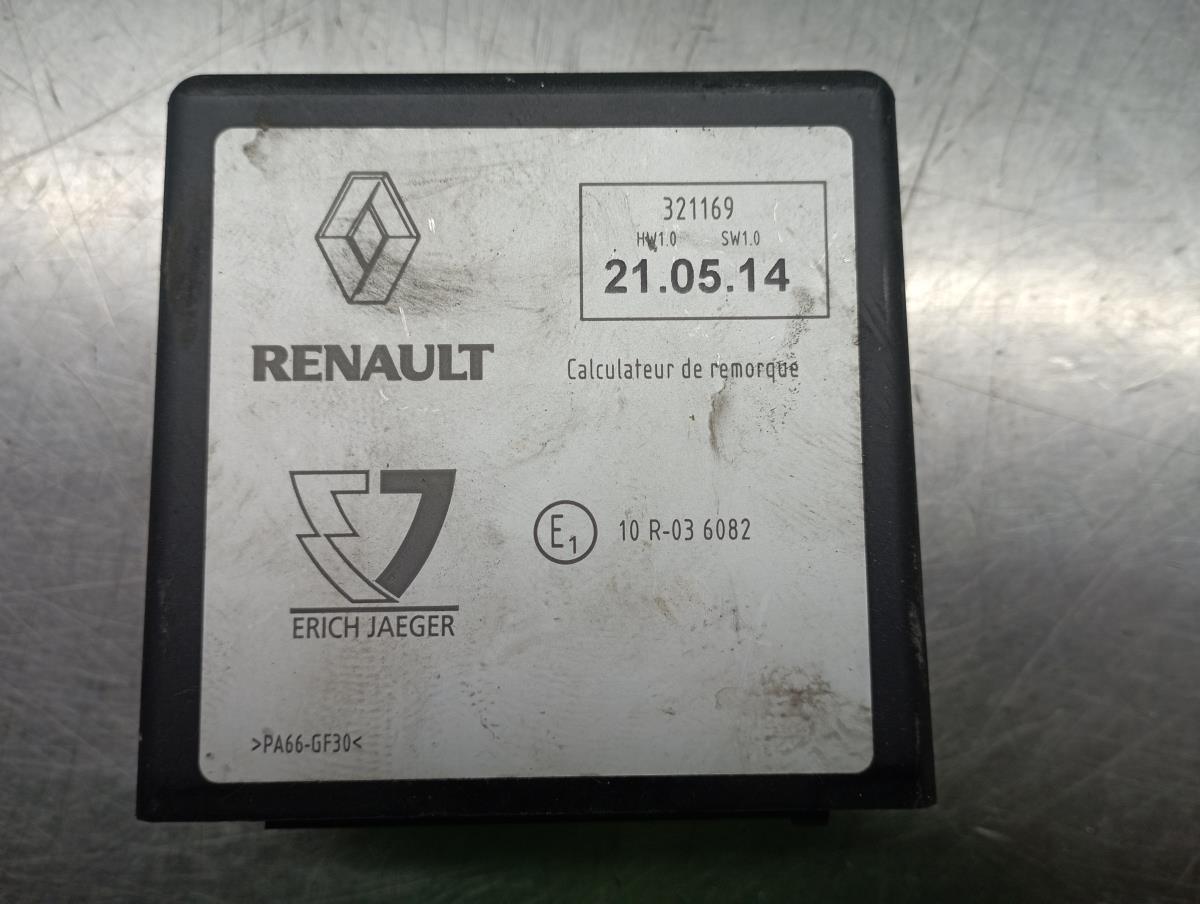 321169
HW1.0 SW1.0
21.05.14
RENAULT
Calculateur de remorque
E1 10 R-03 6082
ERICH JAEGER
>PA66-GF30<